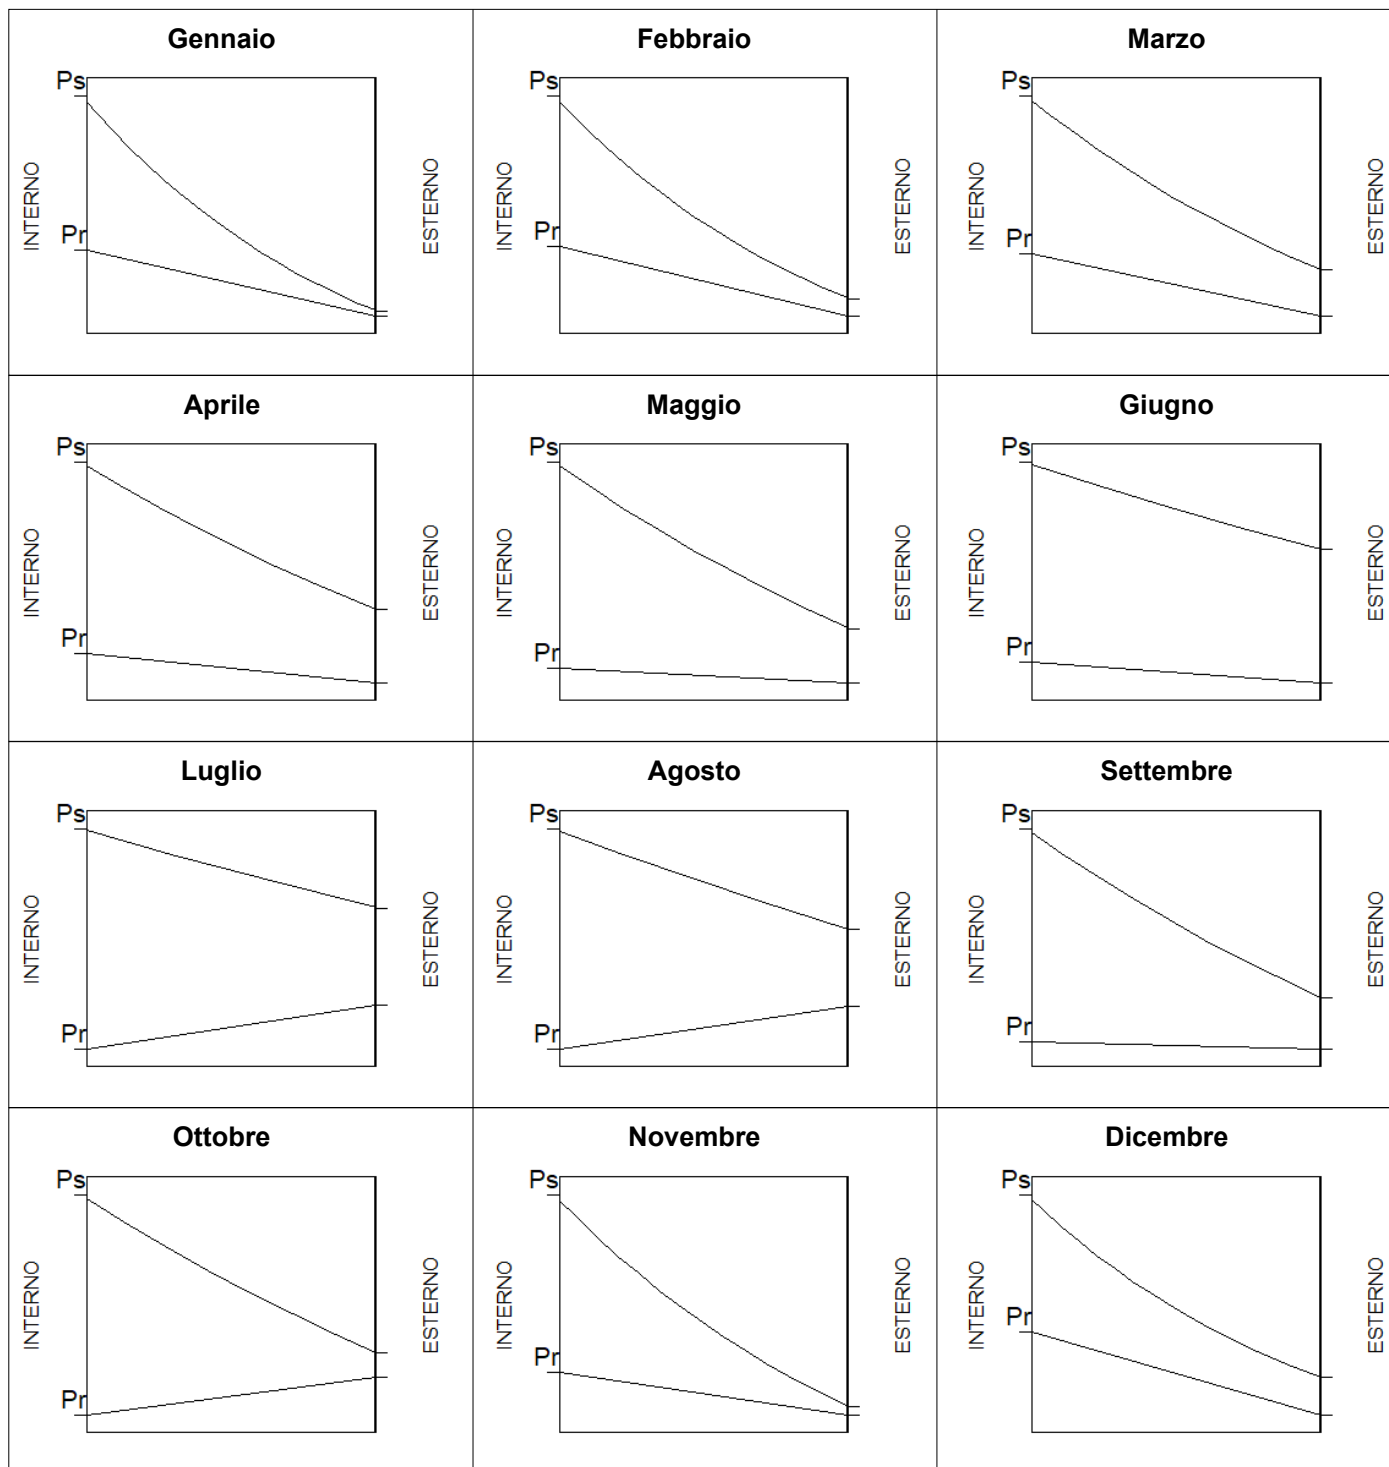 Gennaio
Febbraio
Marzo
Ps
Pr
INTERNO
ESTERNO
Ps
Pr
INTERNO
ESTERNO
Ps
Pr
INTERNO
ESTERNO
Aprile
Maggio
Giugno
Ps
Pr
INTERNO
ESTERNO
Ps
Pr
INTERNO
ESTERNO
Ps
Pr
INTERNO
ESTERNO
Luglio
Agosto
Settembre
Ps
Pr
INTERNO
ESTERNO
Ps
Pr
INTERNO
ESTERNO
Ps
Pr
INTERNO
ESTERNO
Ottobre
Novembre
Dicembre
Ps
Pr
INTERNO
ESTERNO
Ps
Pr
INTERNO
ESTERNO
Ps
Pr
INTERNO
ESTERNO